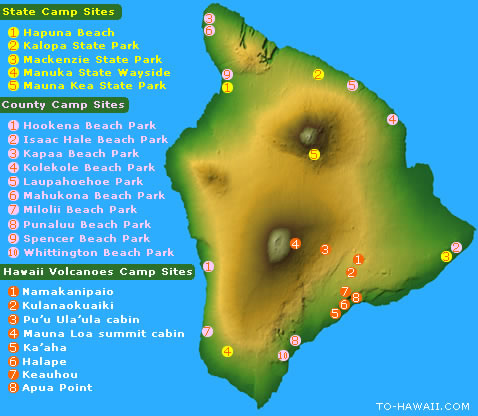 State Camp Sites
1 Hapuna Beach
2 Kalopa State Park
3 Mackenzie State Park
4 Manuka State Wayside
5 Mauna Kea State Park
County Camp Sites
1 Hookena Beach Park
2 Isaac Hale Beach Park
3 Kapaa Beach Park
4 Kolekole Beach Park
5 Laupahoehoe Park
6 Mahukona Beach Park
7 Milolii Beach Park
8 Punaluu Beach Park
9 Spencer Beach Park
10 Whittington Beach Park
Hawaii Volcanoes Camp Sites
1 Namakanipaio
2 Kulanaokuaiki
3 Pu'u Ula'ula cabin
4 Mauna Loa summit cabin
5 Ka'aha
6 Halape
7 Keauhou
8 Apua Point
3
6
9
1
2
5
4
5
4
3
1
2
2
3
1
7
8
6
5
7
4
8
10
TO-HAWAII.COM